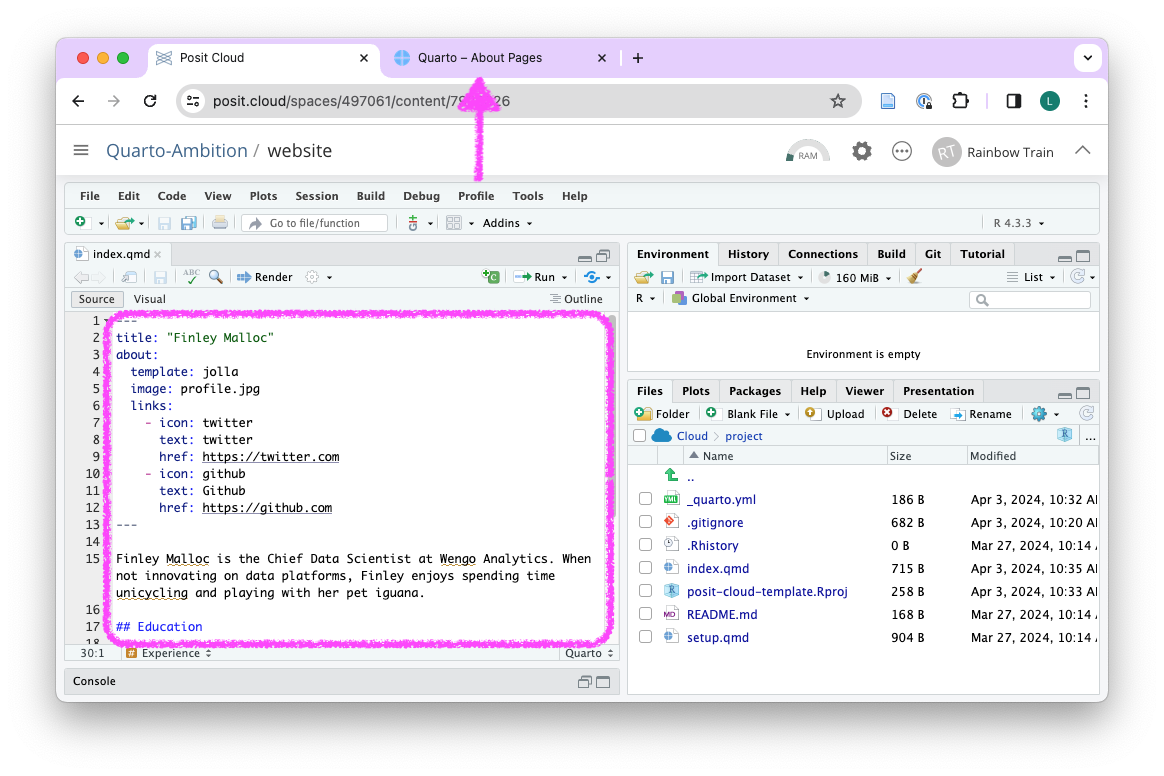 Posit Cloud
Quarto – About Pages
posit.cloud/spaces/497061/content/
L
Quarto-Ambition / website
RAM
RT Rainbow Train
File Edit Code View Plots Session Build Debug Profile Tools Help
Go to file/function
Addins
R 4.3.3
index.qmd
ABC
Render
C
Run
Source Visual
Outline
1 ---
2 title: "Finley Malloc"
3 about:
4 template: jolla
5 image: profile.jpg
6 links:
7 - icon: twitter
8 text: twitter
9 href: https://twitter.com
10 - icon: github
11 text: Github
12 href: https://github.com
13 ---
14
15 Finley Malloc is the Chief Data Scientist at Wengo Analytics. When
not innovating on data platforms, Finley enjoys spending time
unicycling and playing with her pet iguana.
16
17 ## Education
18
30:1 # Experience
Quarto
Console
Environment History Connections Build Git Tutorial
Import Dataset 160 MiB
List
R Global Environment
Environment is empty
Files Plots Packages Help Viewer Presentation
Folder Blank File Upload Delete Rename
Cloud project
R ...
Name Size Modified
..
YML _quarto.yml 186 B Apr 3, 2024, 10:32 A
.gitignore 682 B Apr 3, 2024, 10:20 A
.Rhistory 0 B Mar 27, 2024, 10:14
index.qmd 715 B Apr 3, 2024, 10:35 A
R posit-cloud-template.Rproj 258 B Apr 3, 2024, 10:33 A
MD README.md 168 B Mar 27, 2024, 10:14
setup.qmd 904 B Mar 27, 2024, 10:14